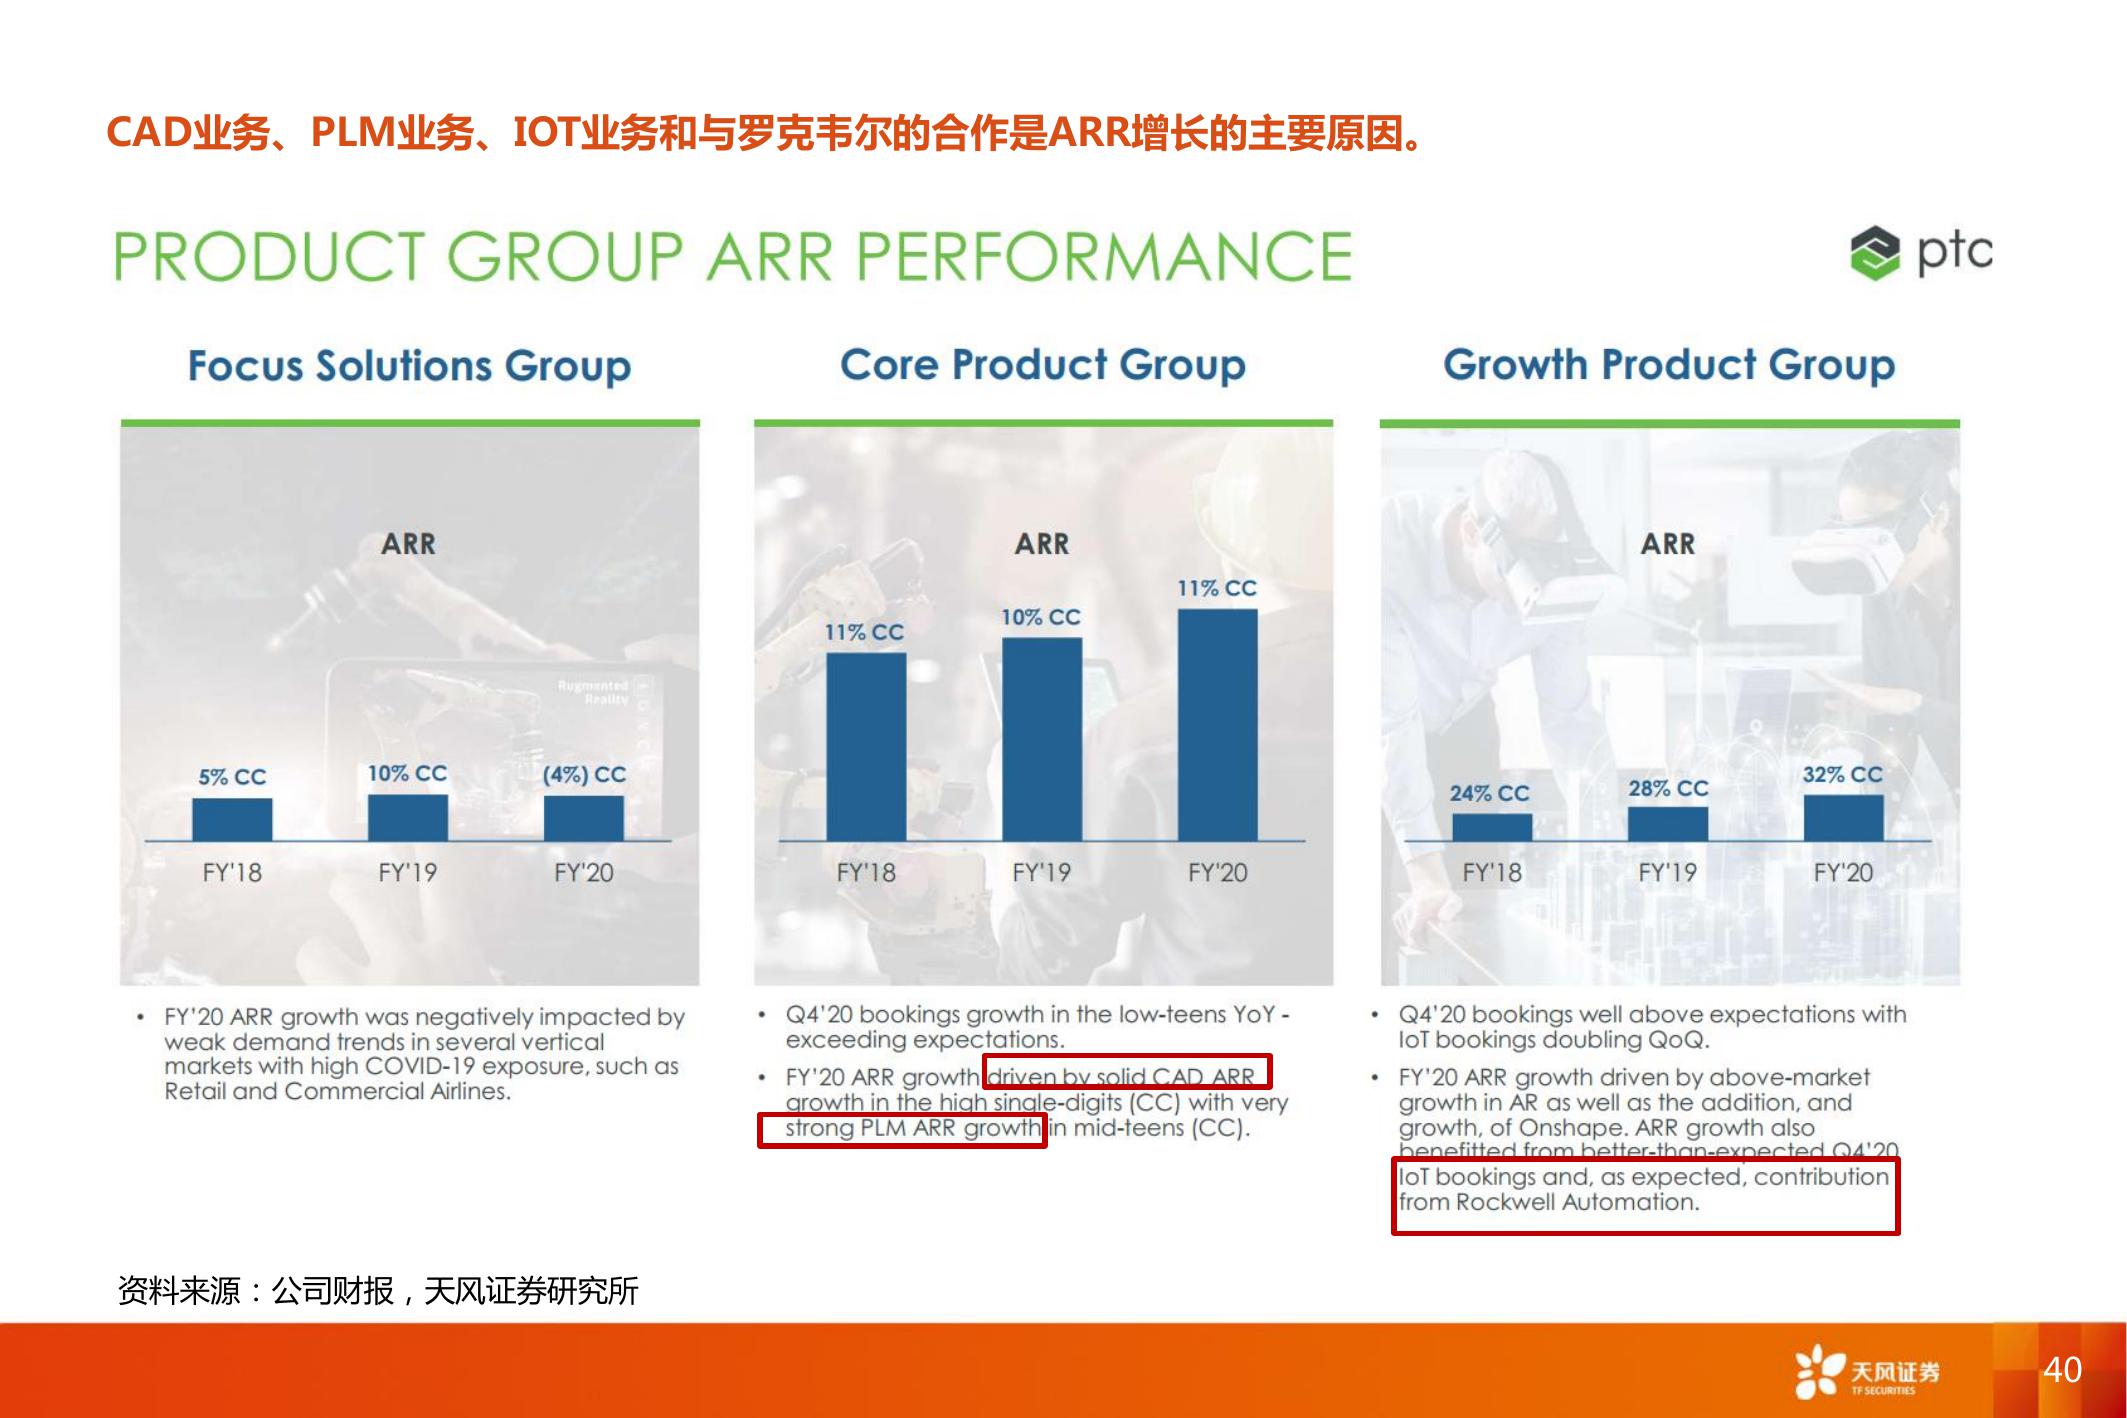 CAD业务、PLM业务、IOT业务和与罗克韦尔的合作是ARR增长的主要原因。
PRODUCT GROUP ARR PERFORMANCE
ptc
Focus Solutions Group
ARR
Rugmented
Reality
5% CC
10% CC
(4%) CC
FY'18
FY'19
FY'20
• FY'20 ARR growth was negatively impacted by
weak demand trends in several vertical
markets with high COVID-19 exposure, such as
Retail and Commercial Airlines.
Core Product Group
ARR
11% CC
10% CC
11% CC
FY'18
FY'19
FY'20
• Q4'20 bookings growth in the low-teens YoY -
exceeding expectations.
• FY'20 ARR growth driven by solid CAD ARR
growth in the high single-digits (CC) with very
strong PLM ARR growth in mid-teens (CC).
Growth Product Group
ARR
24% CC
28% CC
32% CC
FY'18
FY'19
FY'20
• Q4'20 bookings well above expectations with
IoT bookings doubling QoQ.
• FY'20 ARR growth driven by above-market
growth in AR as well as the addition, and
growth, of Onshape. ARR growth also
benefitted from better-than-expected Q4'20
IoT bookings and, as expected, contribution
from Rockwell Automation.
资料来源：公司财报，天风证券研究所
天风证券
TF SECURITIES
40